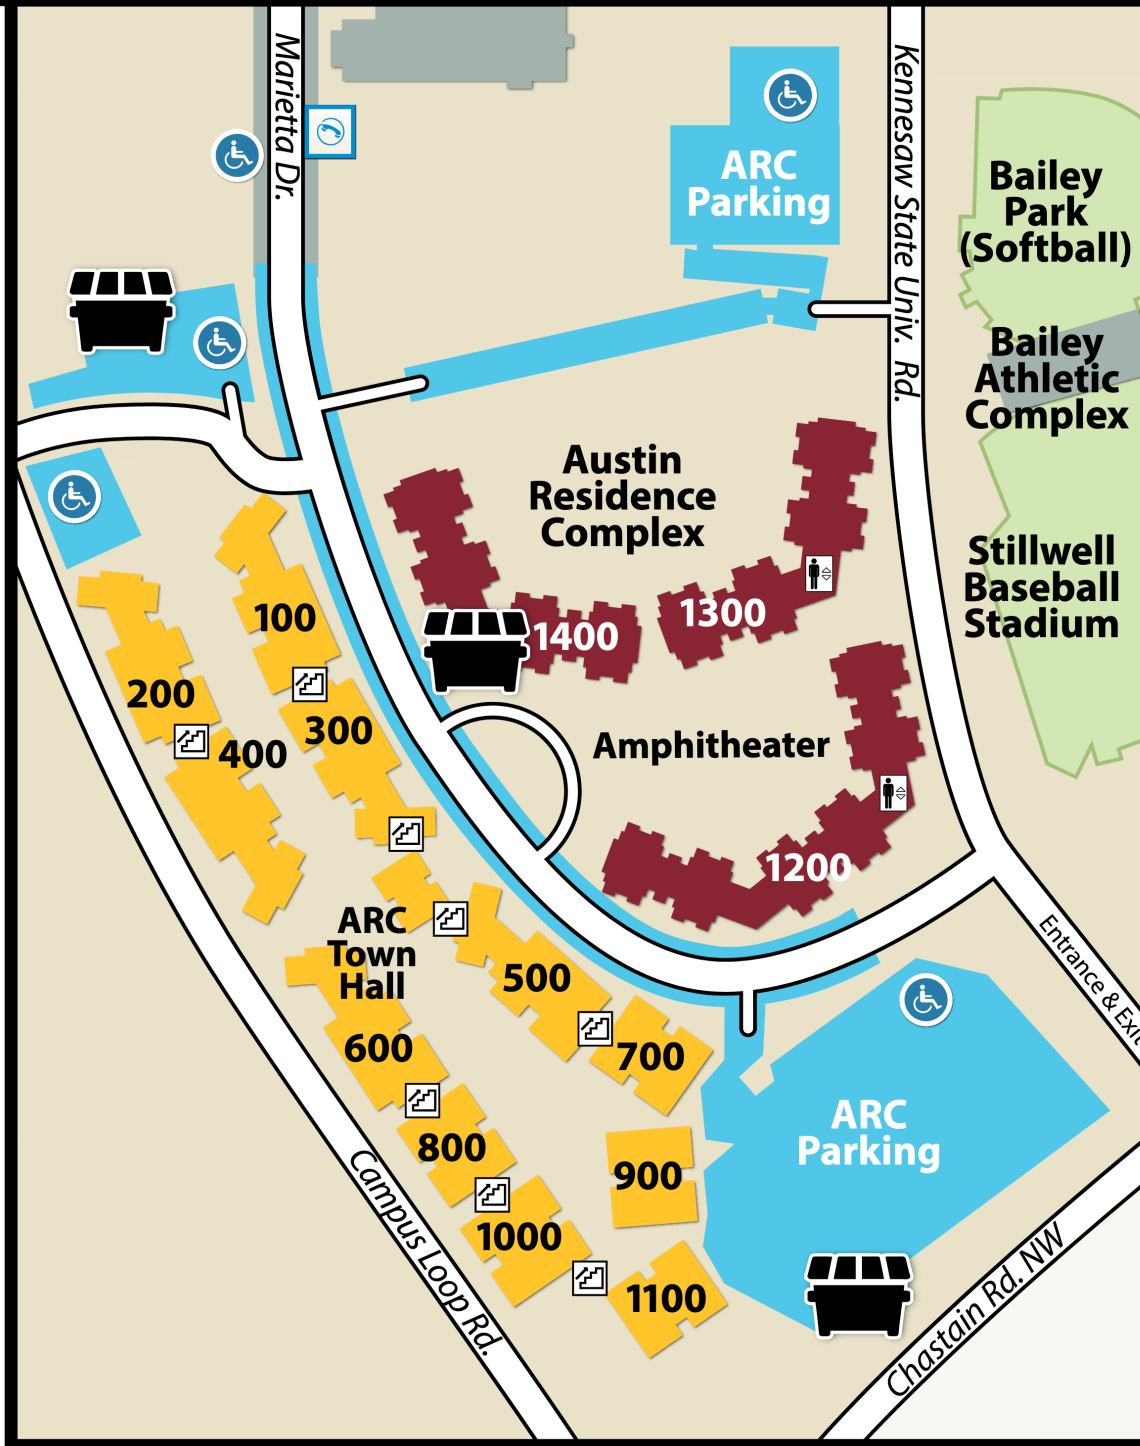 Marietta Dr.
Kennesaw State Univ. Rd.
ARC
Parking
Bailey
Park
(Softball)
Bailey
Athletic
Complex
Austin
Residence
Complex
Stillwell
Baseball
Stadium
100
1300
1400
200
300
400
Amphitheater
1200
ARC
Town
Hall
Entrance & Exit
500
600
700
ARC
Parking
800
900
1000
1100
Campus Loop Rd.
Chastain Rd. NW